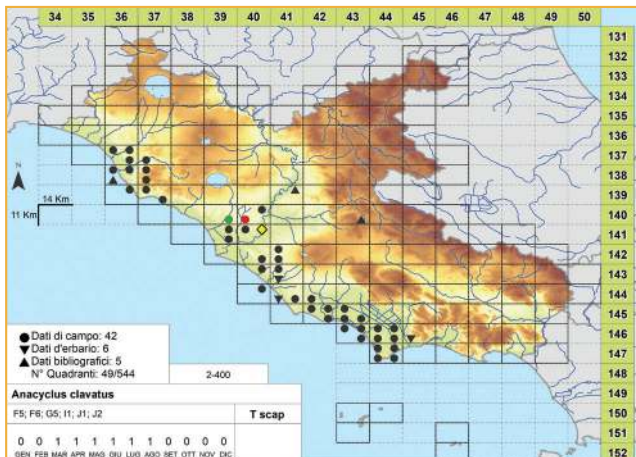 34 35 36 37 38 39 40 41 42 43 44 45 46 47 48 49 50
131
132
133
134
135
136
137
138
139
140
141
142
143
144
145
146
147
148
149
150
151
152
N
14 Km
11 Km
Dati di campo: 42
Dati d'erbario: 6
Dati bibliografici: 5
N° Quadranti: 49/544
2-400
Anacyclus clavatus
F5; F6; G5; I1; J1; J2
T scap
0 0 1 1 1 1 1 1 0 0 0 0
GEN FEB MAR APR MAG GIU LUG AGO SET OTT NOV DIC